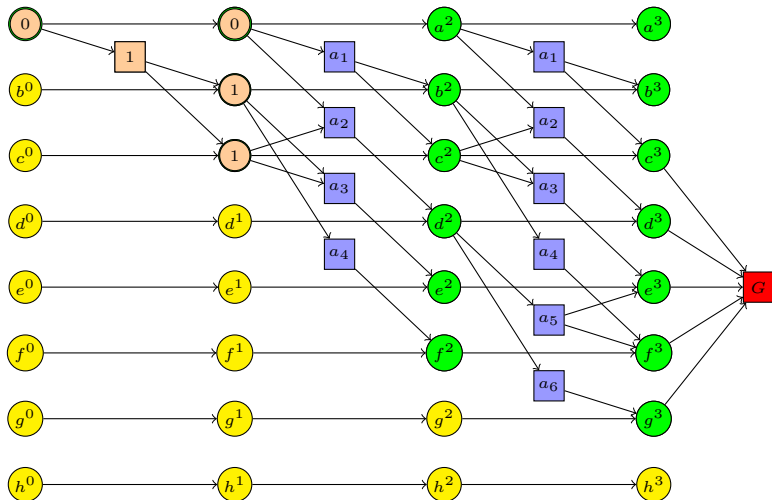 0 0 a² a³
1 a₁ a₁
b⁰ 1 b² b³
a₂ a₂
c⁰ 1 c² c³
a₃ a₃
d⁰ d¹ d² d³
a₄ a₄
e⁰ e¹ e² e³ G
a₅
f⁰ f¹ f² f³
a₆
g⁰ g¹ g² g³
h⁰ h¹ h² h³